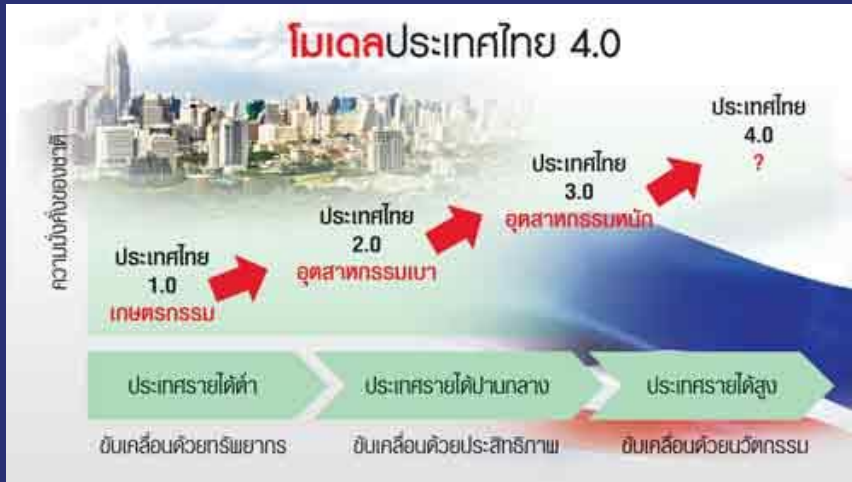 โมเดลประเทศไทย 4.0
ความมั่งคั่งของชาติ
ประเทศไทย
1.0
เกษตรกรรม
ประเทศไทย
2.0
อุตสาหกรรมเบา
ประเทศไทย
3.0
อุตสาหกรรมหนัก
ประเทศไทย
4.0
?
ประเทศรายได้ต่ำ
ประเทศรายได้ปานกลาง
ประเทศรายได้สูง
ขับเคลื่อนด้วยทรัพยากร
ขับเคลื่อนด้วยประสิทธิภาพ
ขับเคลื่อนด้วยนวัตกรรม